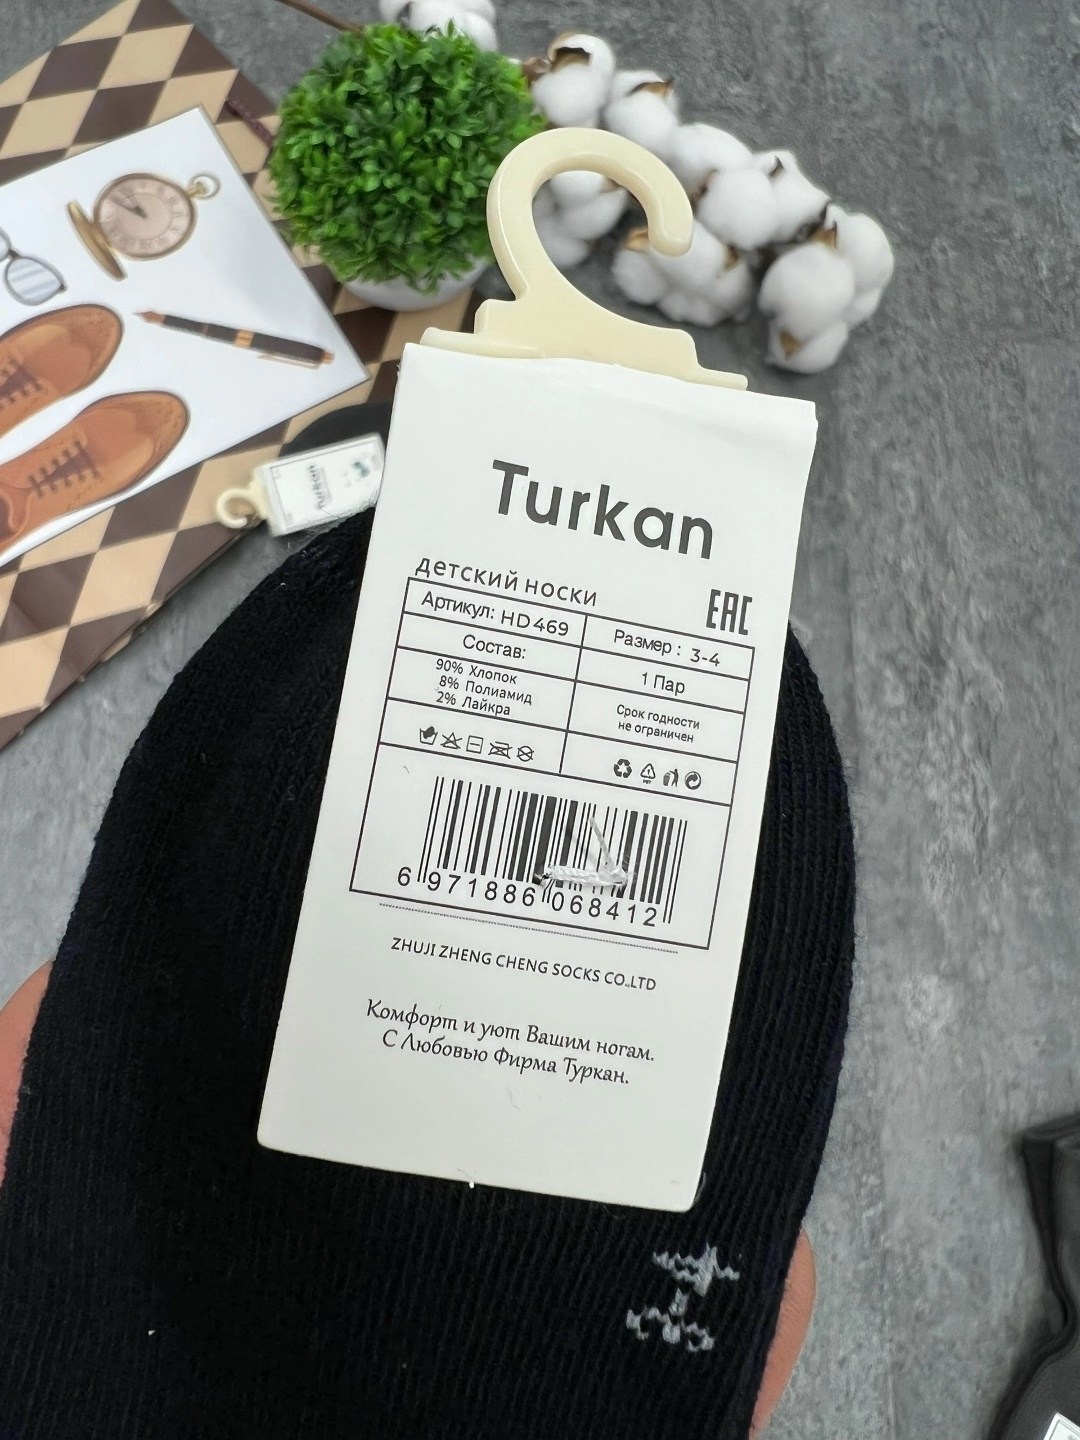 Turkan
детский носки
EAC
Артикул: HD469
Размер : 3-4
Состав:
1 Пар
90% Хлопок
8% Полиамид
2% Лайкра
Срок годности
не ограничен
6 971886 068412
ZHUJI ZHENG CHENG SOCKS CO.,LTD
Комфорт и уют Вашим ногам.
С Любовью Фирма Туркан.
Turkan